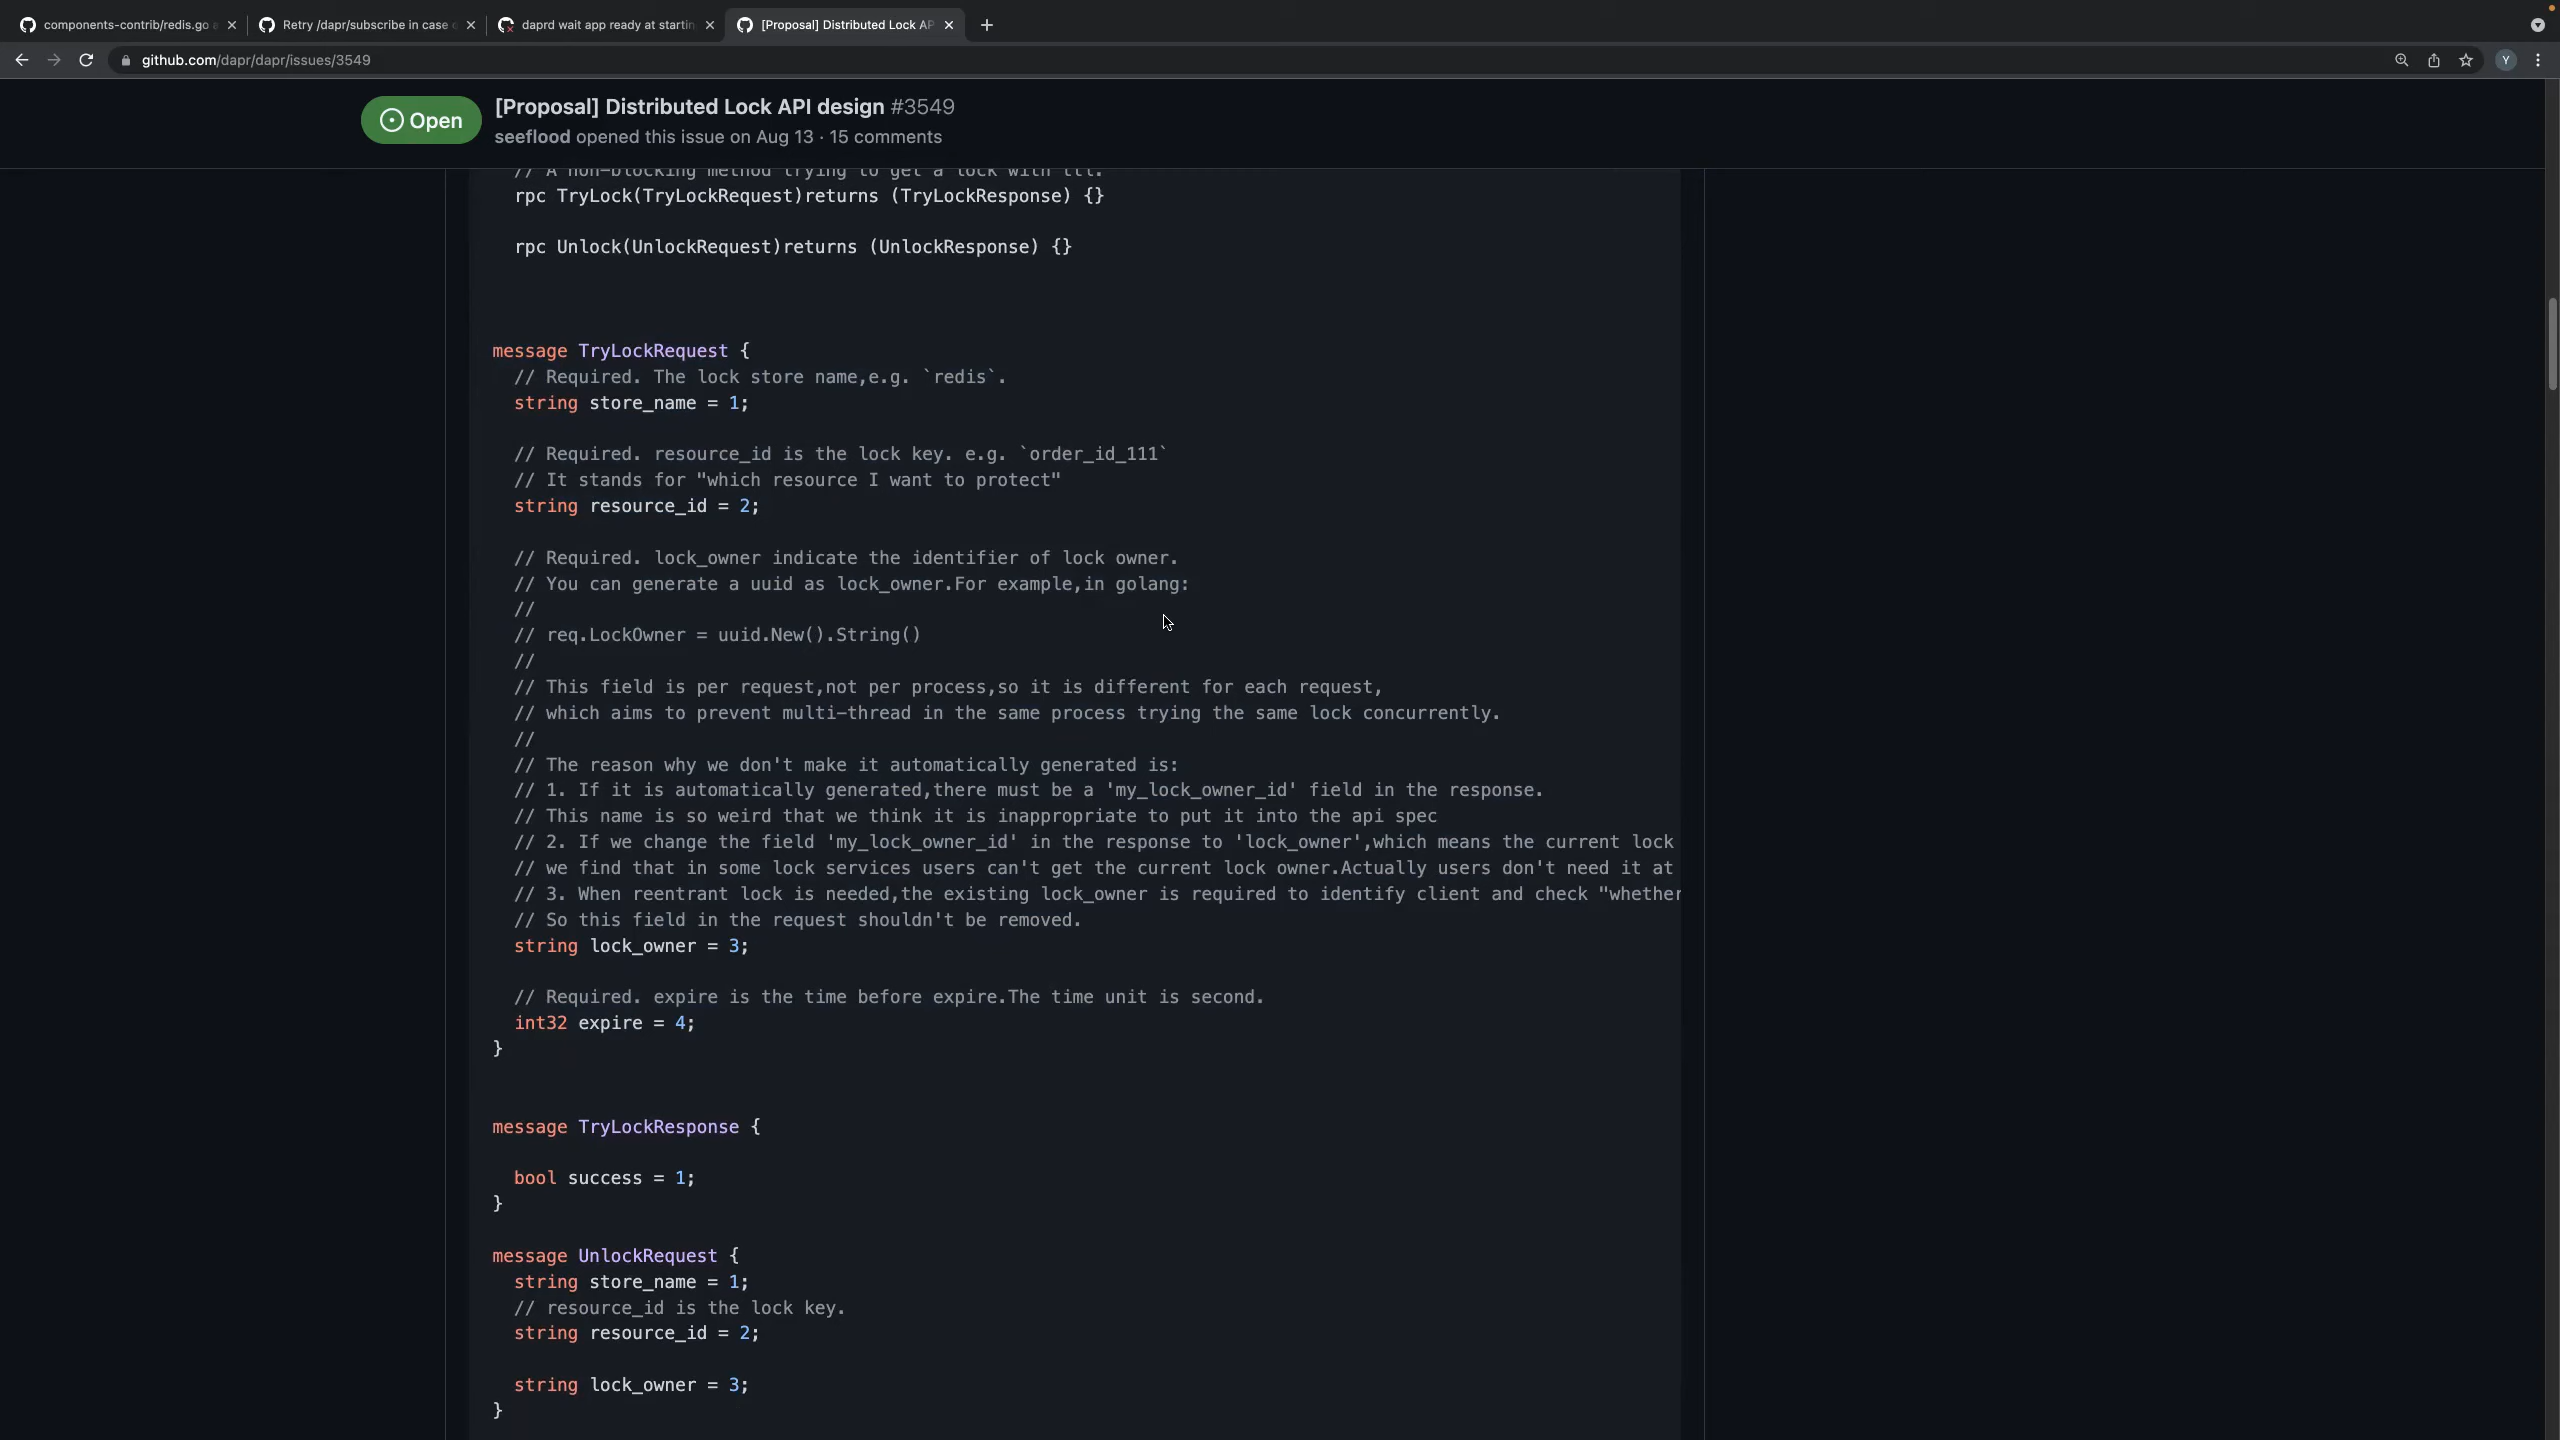 components-contrib/redis.go a
Retry /dapr/subscribe in case o
daprd wait app ready at startin
[Proposal] Distributed Lock AP
github.com/dapr/dapr/issues/3549
Y
Open
[Proposal] Distributed Lock API design #3549
seeflood opened this issue on Aug 13 · 15 comments
// A non-blocking method trying to get a lock with ttl.
rpc TryLock(TryLockRequest)returns (TryLockResponse) {}
rpc Unlock(UnlockRequest)returns (UnlockResponse) {}
message TryLockRequest {
// Required. The lock store name,e.g. `redis`.
string store_name = 1;
// Required. resource_id is the lock key. e.g. `order_id_111`
// It stands for "which resource I want to protect"
string resource_id = 2;
// Required. lock_owner indicate the identifier of lock owner.
// You can generate a uuid as lock_owner.For example,in golang:
//
// req.LockOwner = uuid.New().String()
//
// This field is per request,not per process,so it is different for each request,
// which aims to prevent multi-thread in the same process trying the same lock concurrently.
//
// The reason why we don't make it automatically generated is:
// 1. If it is automatically generated,there must be a 'my_lock_owner_id' field in the response.
// This name is so weird that we think it is inappropriate to put it into the api spec
// 2. If we change the field 'my_lock_owner_id' in the response to 'lock_owner',which means the current lock
// we find that in some lock services users can't get the current lock owner.Actually users don't need it at
// 3. When reentrant lock is needed,the existing lock_owner is required to identify client and check "whether
// So this field in the request shouldn't be removed.
string lock_owner = 3;
// Required. expire is the time before expire.The time unit is second.
int32 expire = 4;
}
message TryLockResponse {
bool success = 1;
}
message UnlockRequest {
string store_name = 1;
// resource_id is the lock key.
string resource_id = 2;
string lock_owner = 3;
}